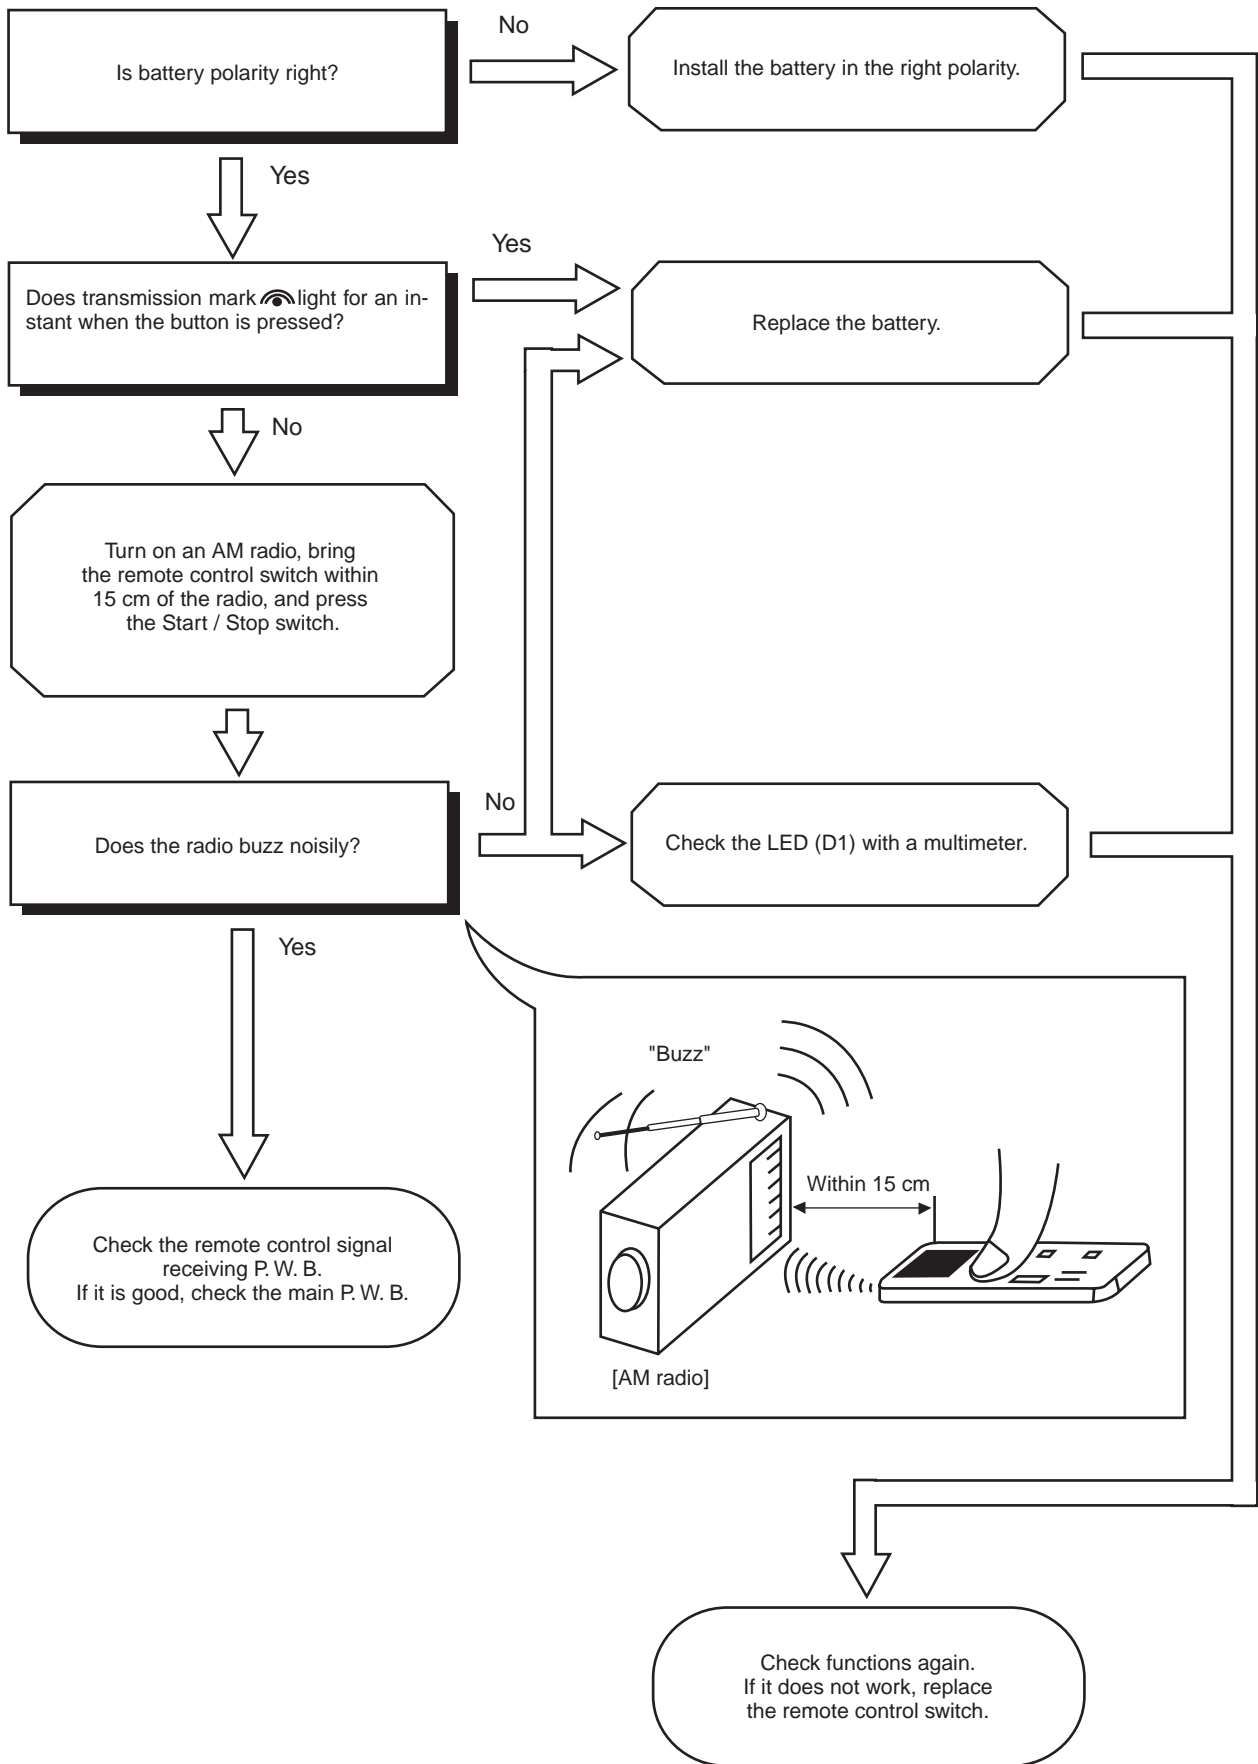 Is battery polarity right?
No
Install the battery in the right polarity.
Yes
Does transmission mark light for an in-
stant when the button is pressed?
Yes
Replace the battery.
No
Turn on an AM radio, bring
the remote control switch within
15 cm of the radio, and press
the Start / Stop switch.
Does the radio buzz noisily?
No
Check the LED (D1) with a multimeter.
Yes
"Buzz"
Within 15 cm
[AM radio]
Check the remote control signal
receiving P. W. B.
If it is good, check the main P. W. B.
Check functions again.
If it does not work, replace
the remote control switch.